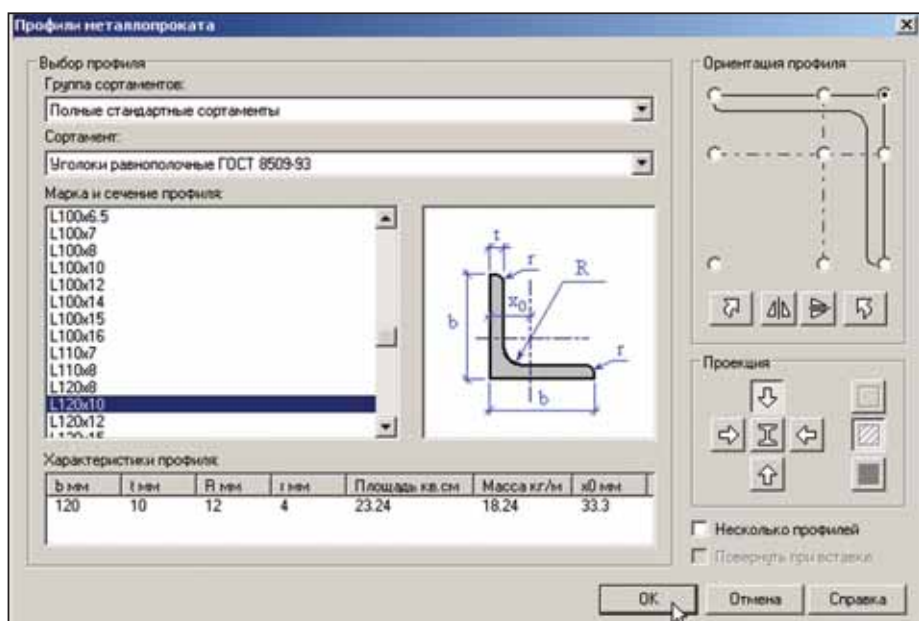 Профили металлопроката
Выбор профиля
Группа сортаментов:
Полные стандартные сортаменты
Сортамент:
Уголоки равнополочные ГОСТ 8509-93
Марка и сечение профиля:
L100x6.5
L100x7
L100x8
L100x10
L100x12
L100x14
L100x15
L100x16
L110x7
L110x8
L120x8
L120x10
L120x12
L120x15
t
r
R
x0
b
r
b
Характеристики профиля:
b мм t мм R мм r мм Площадь кв.см Масса кг/м x0 мм
120 10 12 4 23.24 18.24 33.3
Ориентация профиля
Проекция
Несколько профилей
Повернуть при вставке
OK Отмена Справка